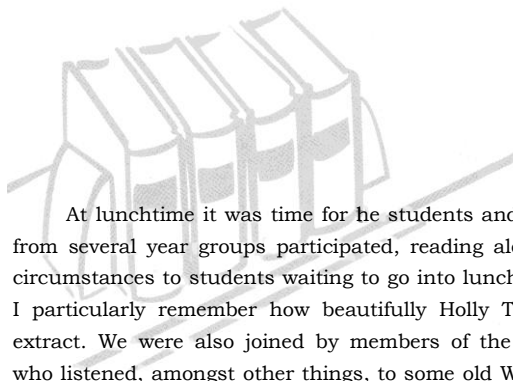 At lunchtime it was time for he students and
from several year groups participated, reading
circumstances to students waiting to go into lunch
I particularly remember how beautifully Holly
extract. We were also joined by members of the
who listened, amongst other things, to some old